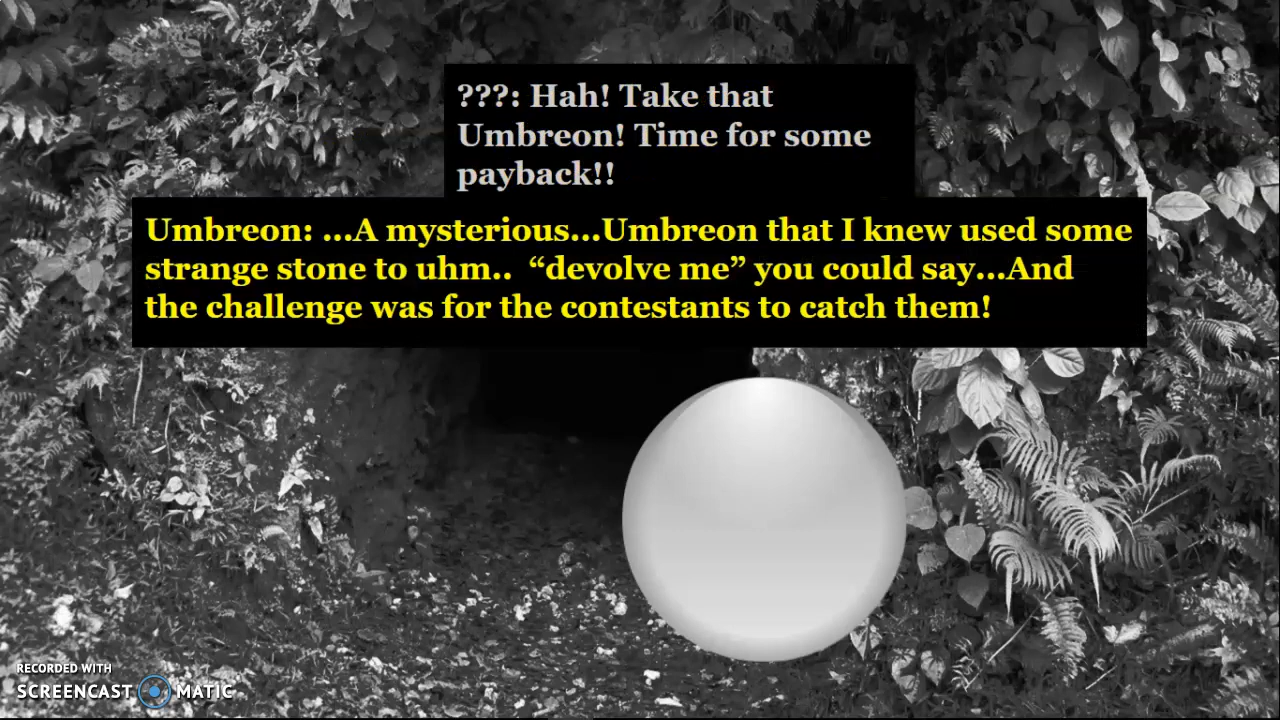 ???: Hah! Take that
Umbreon! Time for some
payback!!
Umbreon: ...A mysterious...Umbreon that I knew used some
strange stone to uhm..  “devolve me” you could say...And
the challenge was for the contestants to catch them!
RECORDED WITH
SCREENCAST MATIC